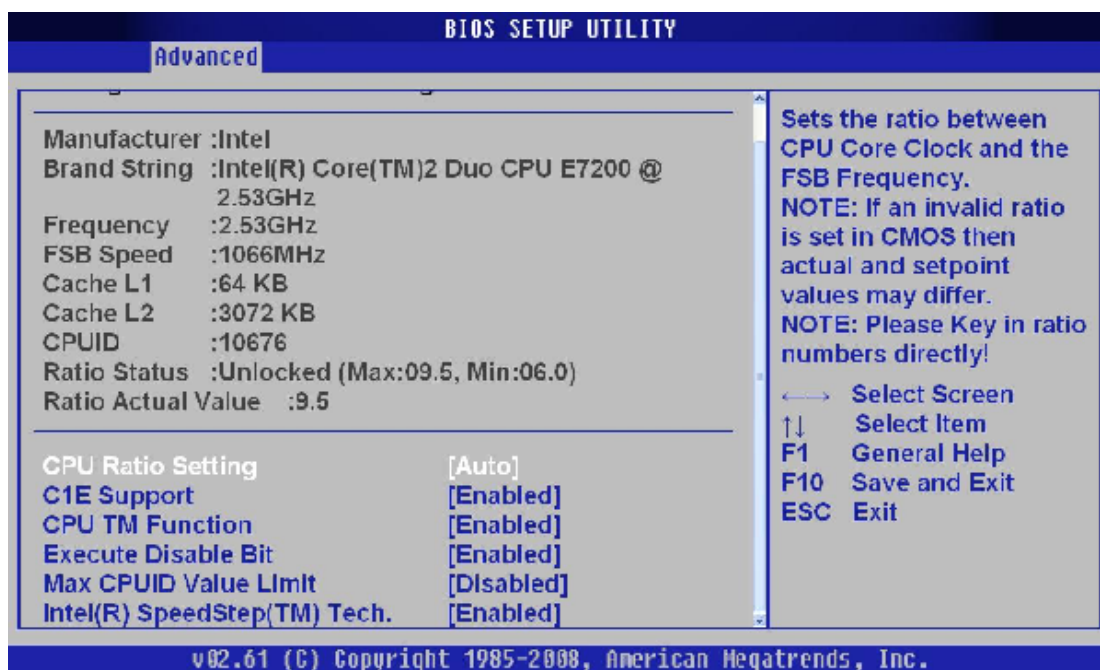 BIOS SETUP UTILITY
Advanced
Manufacturer :Intel
Brand String :Intel(R) Core(TM)2 Duo CPU E7200 @
2.53GHz
Frequency :2.53GHz
FSB Speed :1066MHz
Cache L1 :64 KB
Cache L2 :3072 KB
CPUID :10676
Ratio Status :Unlocked (Max:09.5, Min:06.0)
Ratio Actual Value :9.5
CPU Ratio Setting [Auto]
C1E Support [Enabled]
CPU TM Function [Enabled]
Execute Disable Bit [Enabled]
Max CPUID Value Limit [Disabled]
Intel(R) SpeedStep(TM) Tech. [Enabled]
Sets the ratio between
CPU Core Clock and the
FSB Frequency.
NOTE: If an invalid ratio
is set in CMOS then
actual and setpoint
values may differ.
NOTE: Please Key in ratio
numbers directly!
←→ Select Screen
↑↓ Select Item
F1 General Help
F10 Save and Exit
ESC Exit
v02.61 (C) Copyright 1985-2008, American Megatrends, Inc.